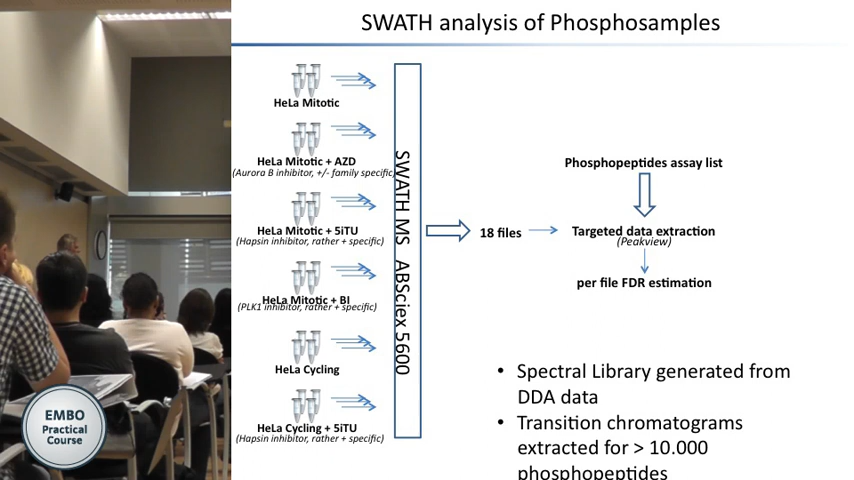 SWATH analysis of Phosphosamples
HeLa Mitotic
HeLa Mitotic + AZD
(Aurora B inhibitor, +/- family specific)
HeLa Mitotic + 5iTU
(Hapsin inhibitor, rather + specific)
HeLa Mitotic + BI
(PLK1 inhibitor, rather + specific)
HeLa Cycling
HeLa Cycling + 5iTU
(Hapsin inhibitor, rather + specific)
SWATH MS ABSciex 5600
18 files
Phosphopeptides assay list
Targeted data extraction
(Peakview)
per file FDR estimation
• Spectral Library generated from
DDA data
• Transition chromatograms
extracted for > 10.000
phosphopeptides
EMBO
Practical
Course